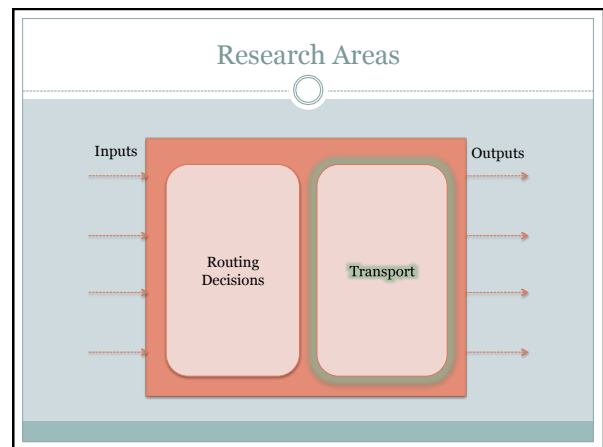 Research Areas
Inputs
Outputs
Routing
Decisions
Transport